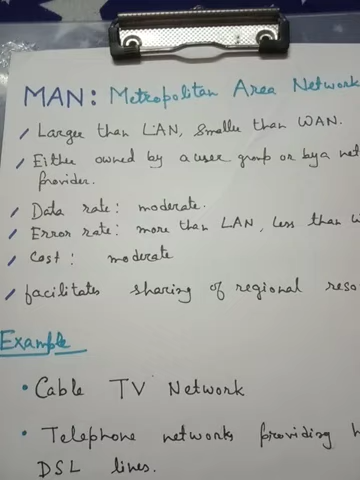 MAN: Metropolitan Area Network
Larger than LAN, Smaller than WAN.
Either owned by a user group or by a
provider.
Data rate: moderate.
Error rate: more than LAN, less than
Cost: moderate
facilitates sharing of regional
Example
• Cable TV Network
• Telephone networks providing
DSL lines.